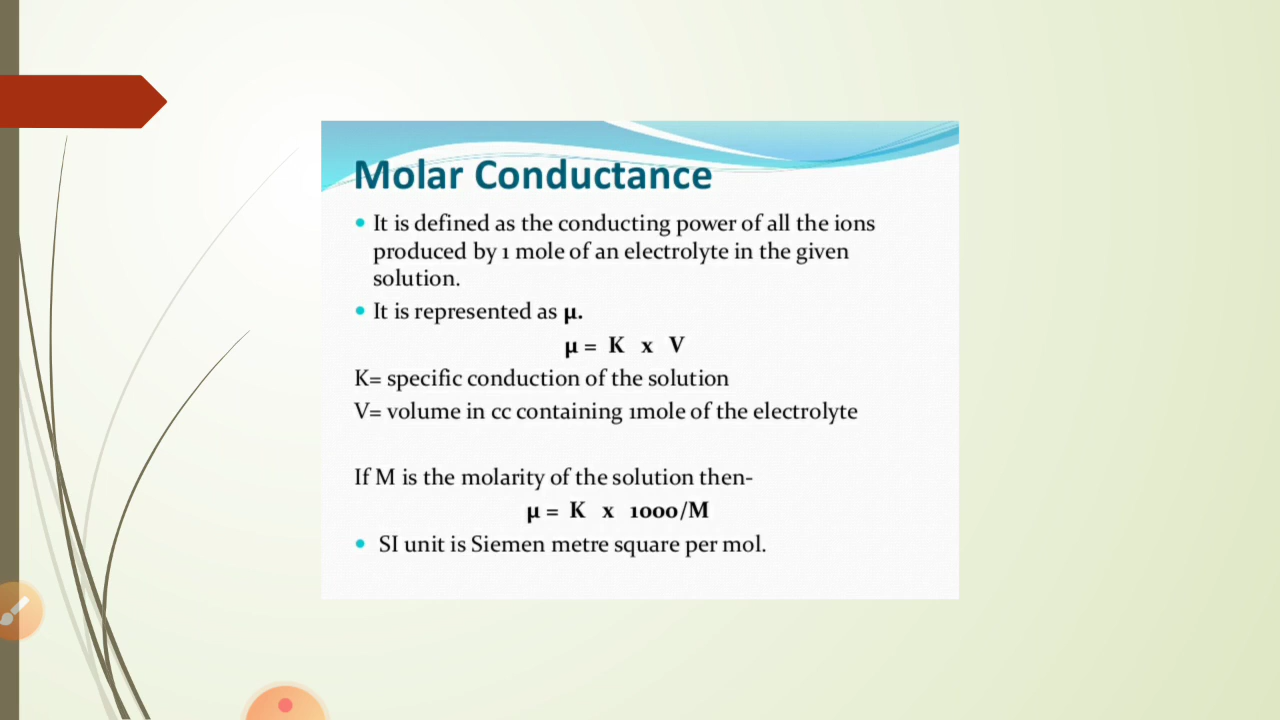 Molar Conductance
• It is defined as the conducting power of all the ions
produced by 1 mole of an electrolyte in the given
solution.
• It is represented as μ.
μ = K x V
K= specific conduction of the solution
V= volume in cc containing 1mole of the electrolyte
If M is the molarity of the solution then-
μ = K x 1000/M
• SI unit is Siemen metre square per mol.